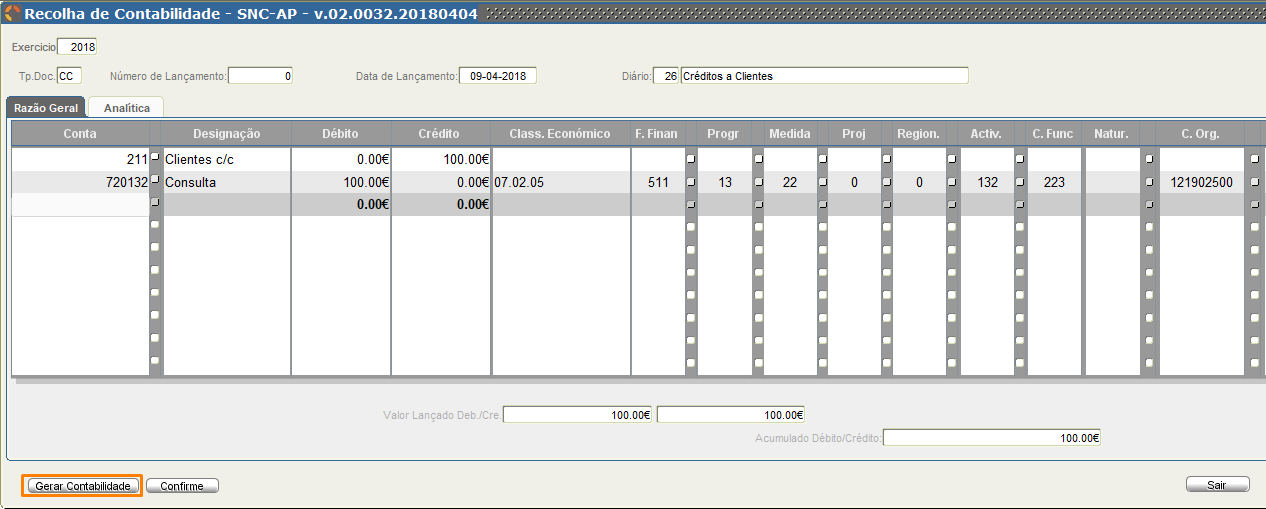 Recolha de Contabilidade - SNC-AP - v.02.0032.20180404
Exercicio 2018
Tp.Doc. CC Número de Lançamento: 0 Data de Lançamento: 09-04-2018 Diário: 26 Créditos a Clientes
Razão Geral Analítica
Conta Designação Débito Crédito Class. Económico F. Finan Progr Medida Proj Region. Activ. C. Func Natur. C. Org.
211 Clientes c/c 0.00€ 100.00€
720132 Consulta 100.00€ 0.00€ 07.02.05 511 13 22 0 0 132 223 121902500
0.00€ 0.00€
Valor Lançado Deb./Cre. 100.00€ 100.00€
Acumulado Débito/Crédito: 100.00€
Gerar Contabilidade Confirme Sair